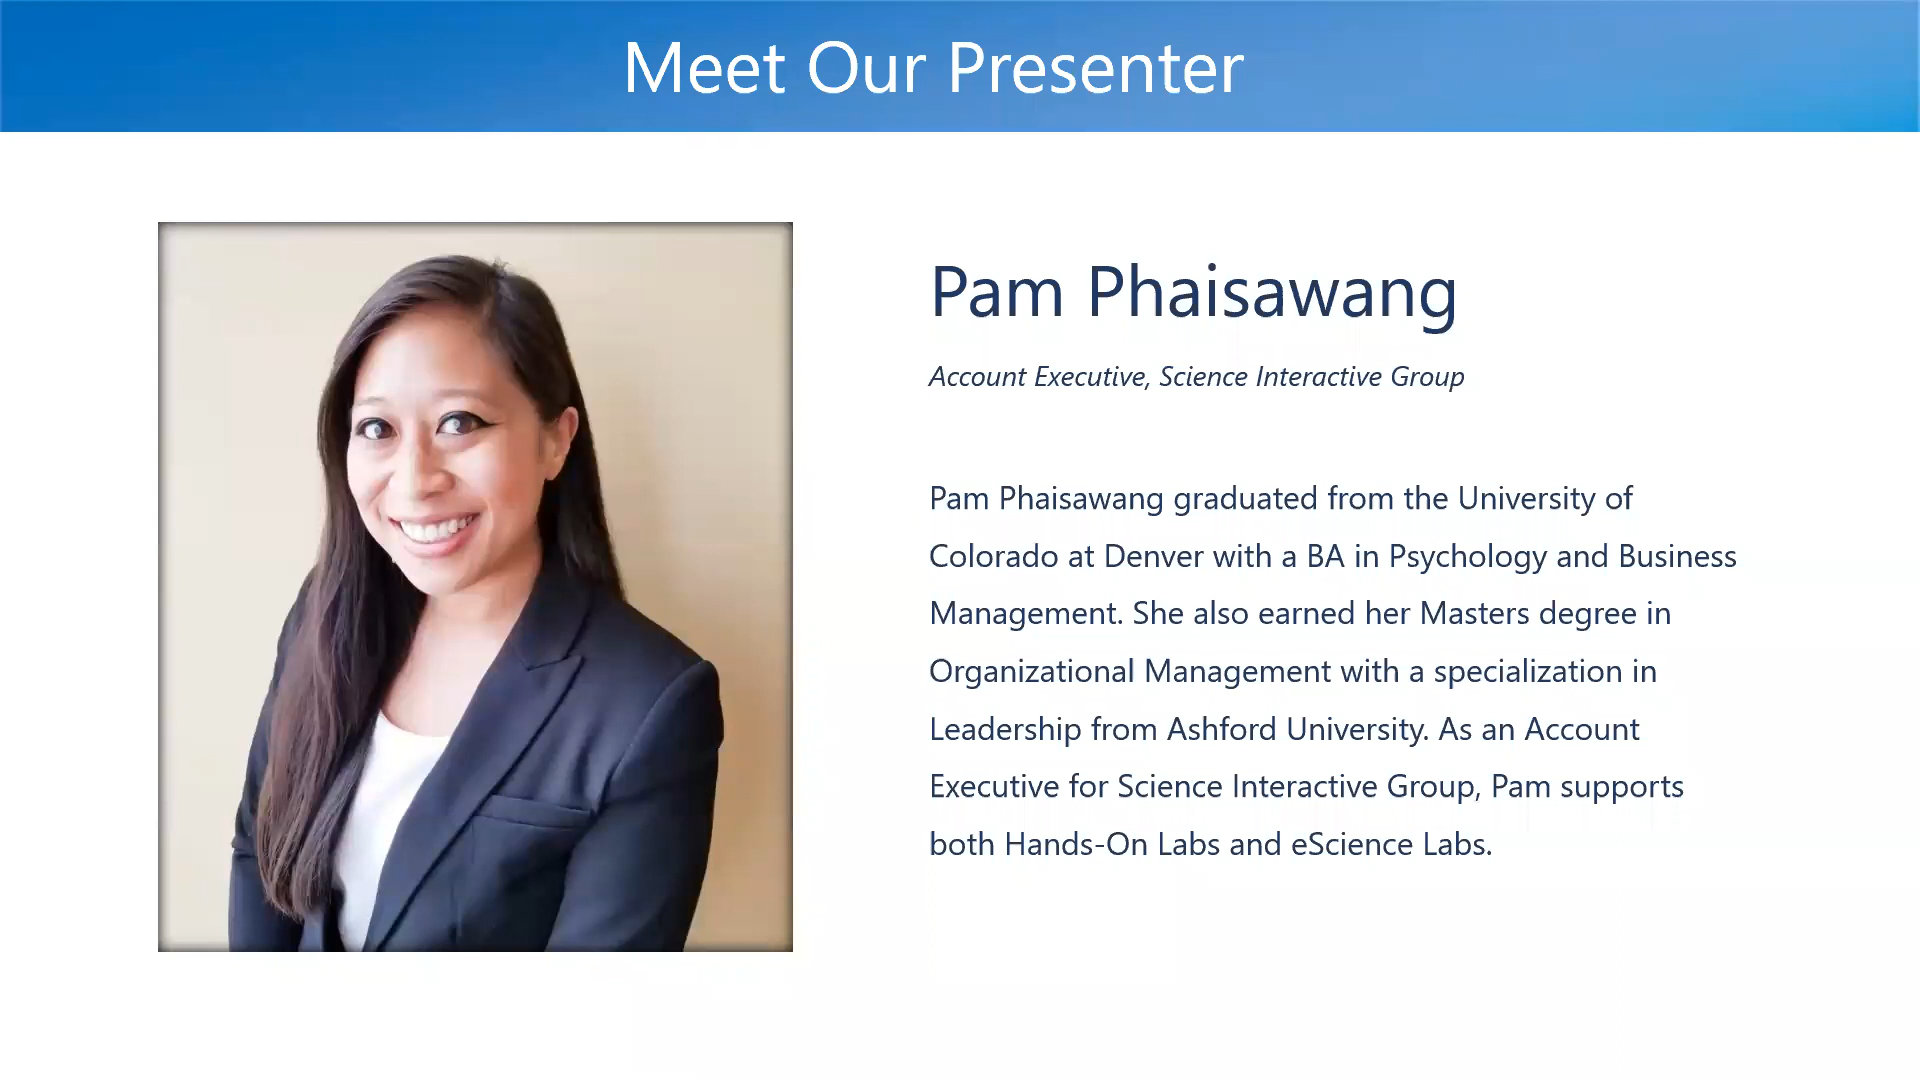 Meet Our Presenter
Pam Phaisawang
Account Executive, Science Interactive Group
Pam Phaisawang graduated from the University of
Colorado at Denver with a BA in Psychology and Business
Management. She also earned her Masters degree in
Organizational Management with a specialization in
Leadership from Ashford University. As an Account
Executive for Science Interactive Group, Pam supports
both Hands-On Labs and eScience Labs.